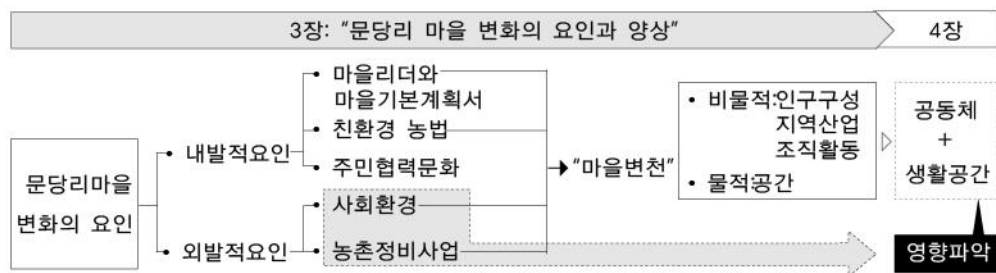 3장: “문당리 마을 변화의 요인과 양상”
4장
문당리마을
변화의 요인
• 내발적요인
• 마을리더와
마을기본계획서
• 친환경 농법
• 주민협력문화
• 외발적요인
• 사회환경
• 농촌정비사업
“마을변천”
• 비물적:인구구성
지역산업
조직활동
• 물적:공간
공동체
+
생활공간
영향파악